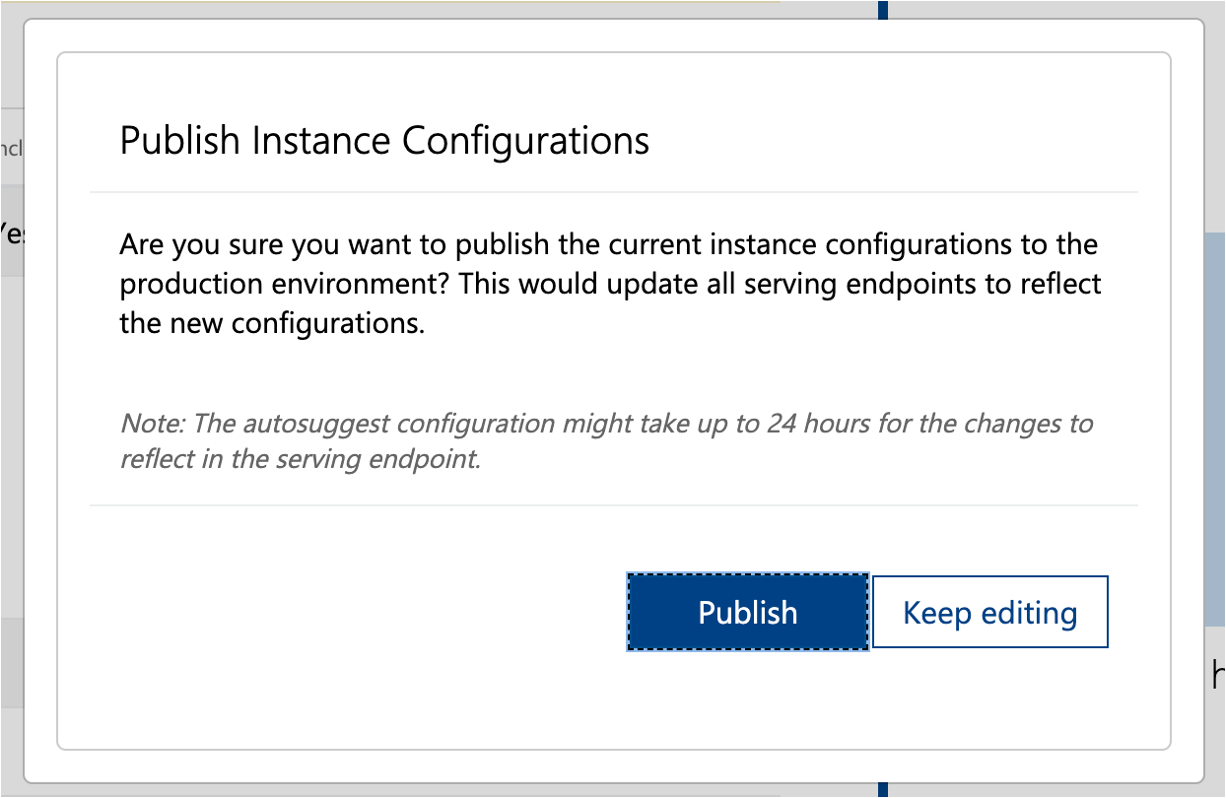 Publish Instance Configurations
Are you sure you want to publish the current instance configurations to the
production environment? This would update all serving endpoints to reflect
the new configurations.
Note: The autosuggest configuration might take up to 24 hours for the changes to
reflect in the serving endpoint.
Publish
Keep editing